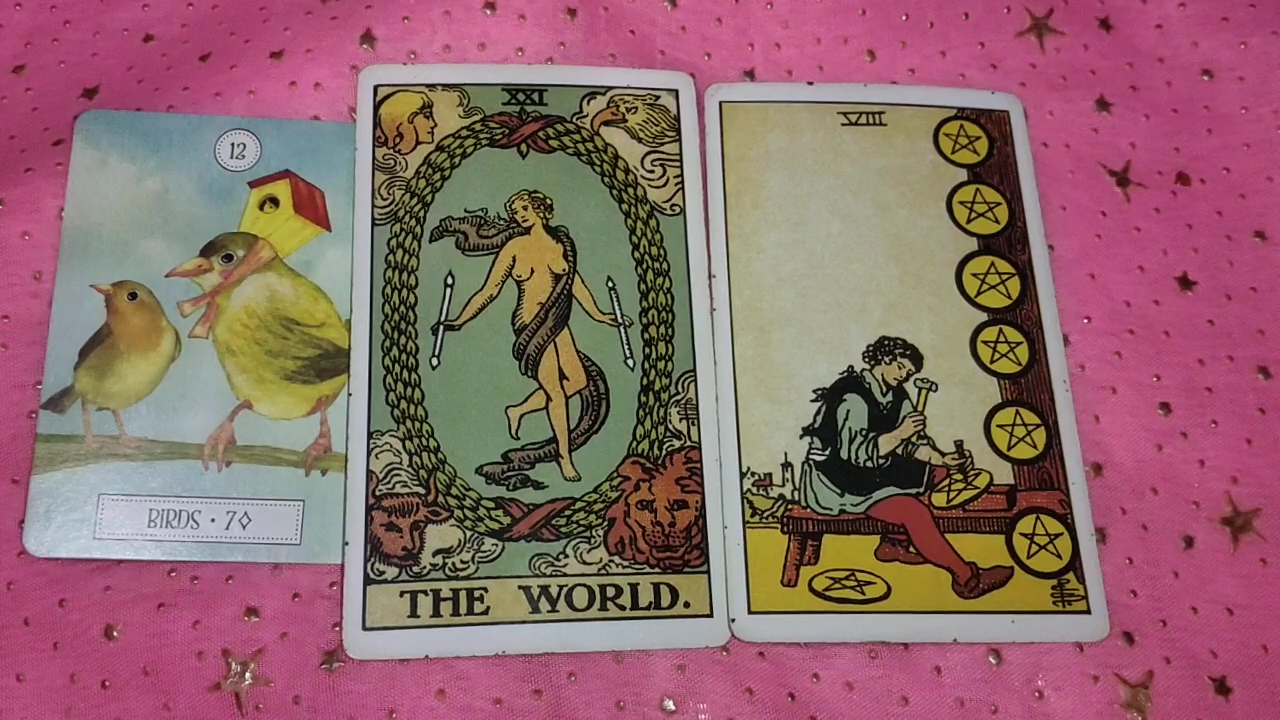 12
BIRDS • 7◊
XXI
THE WORLD.
VIII